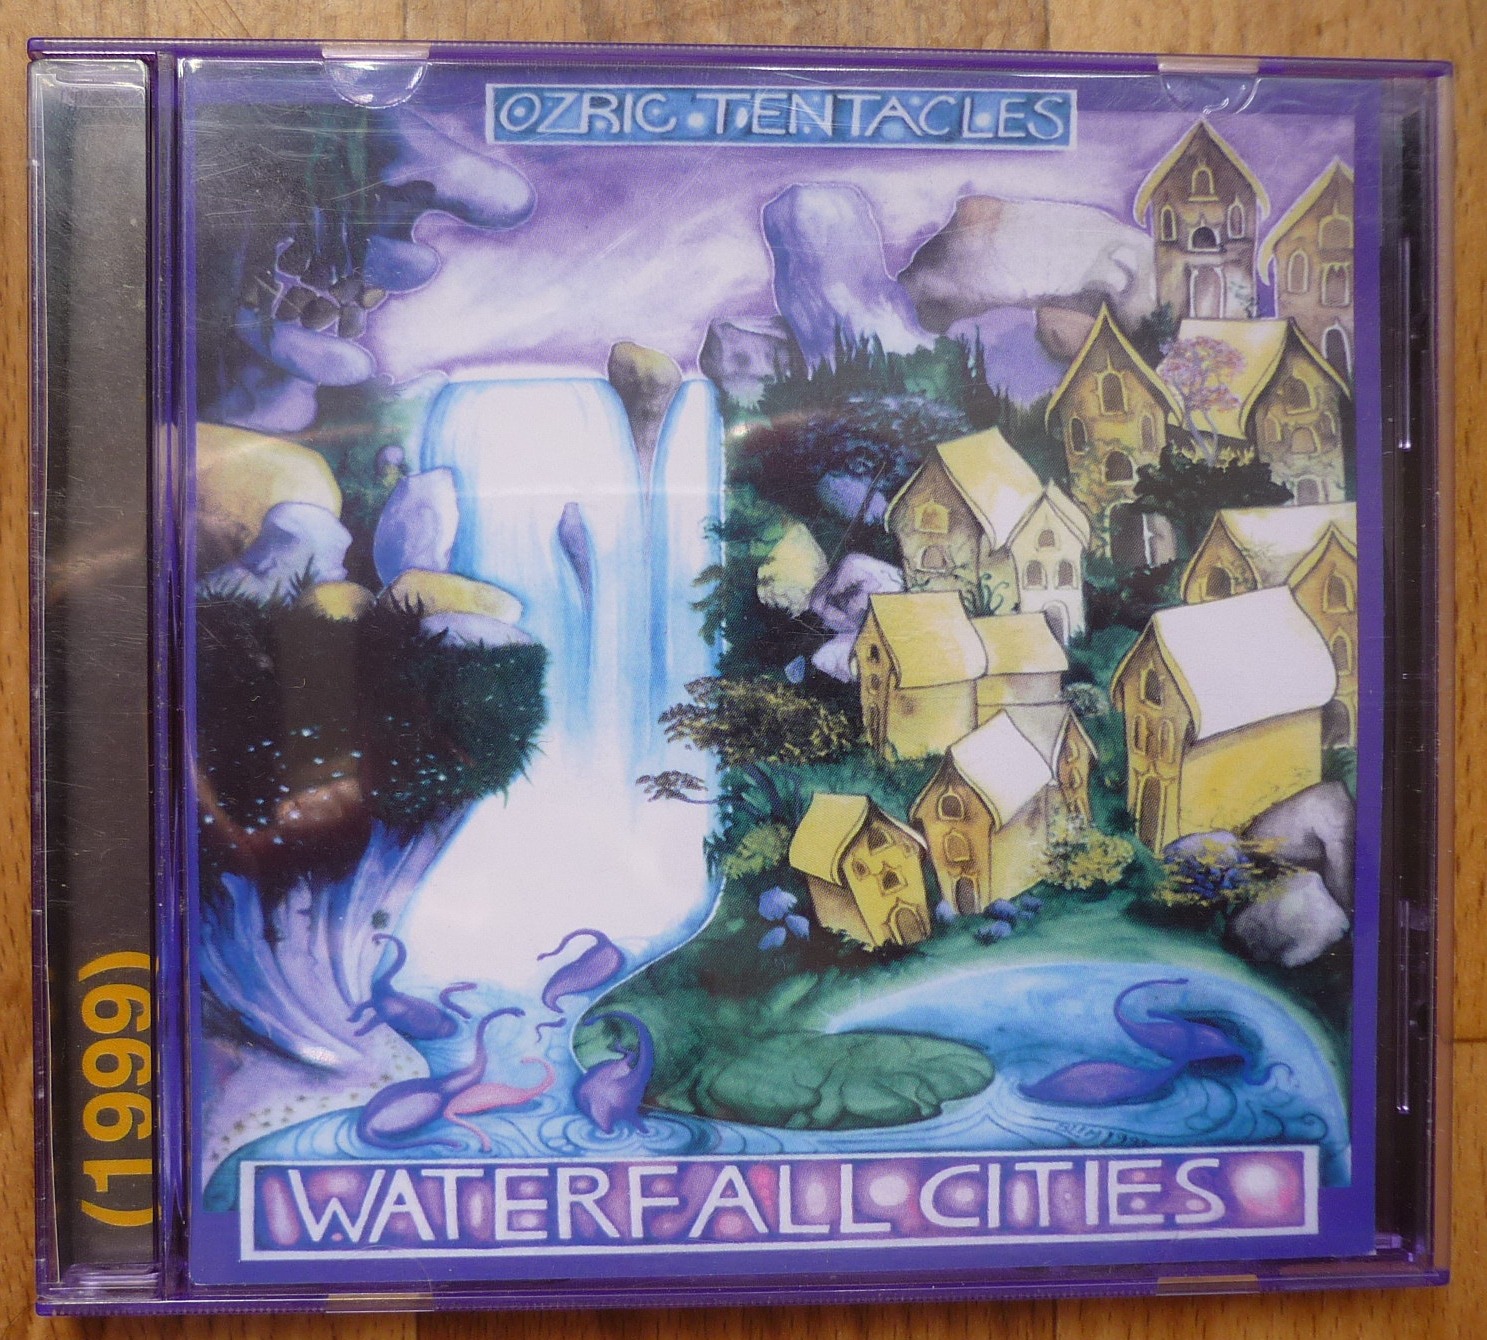 OZRIC TENTACLES
WATERFALL CITIES
(1999)